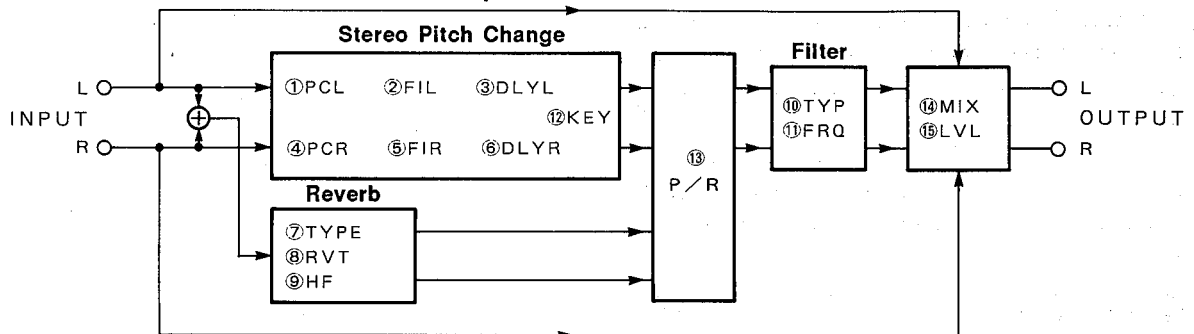 Stereo Pitch Change
Filter
L
①PCL ②FIL ③DLYL
⑩TYP
⑭MIX
L
INPUT
⑫KEY
⑪FRQ
⑮LVL
OUTPUT
R
④PCR ⑤FIR ⑥DLYR
⑬
P/R
R
Reverb
⑦TYPE
⑧RVT
⑨HF